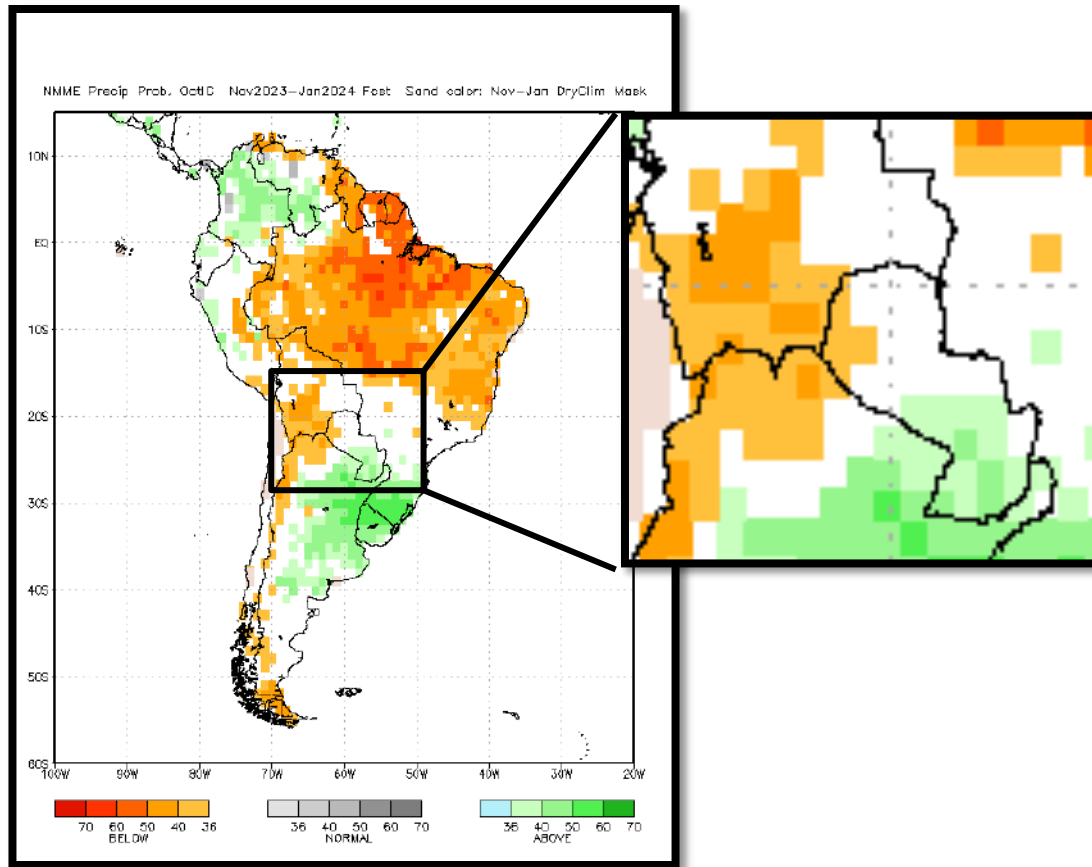 NMME Precip Prob. OctIC Nov2023-Jan2024 Fcst Sand color: Nov-Jan DryClim Mask
10N
EQ
10S
20S
30S
40S
50S
60S
100W 90W 80W 70W 60W 50W 40W 30W 20W
70 60 50 40 36
BELOW
36 40 50 60 70
NORMAL
36 40 50 60 70
ABOVE